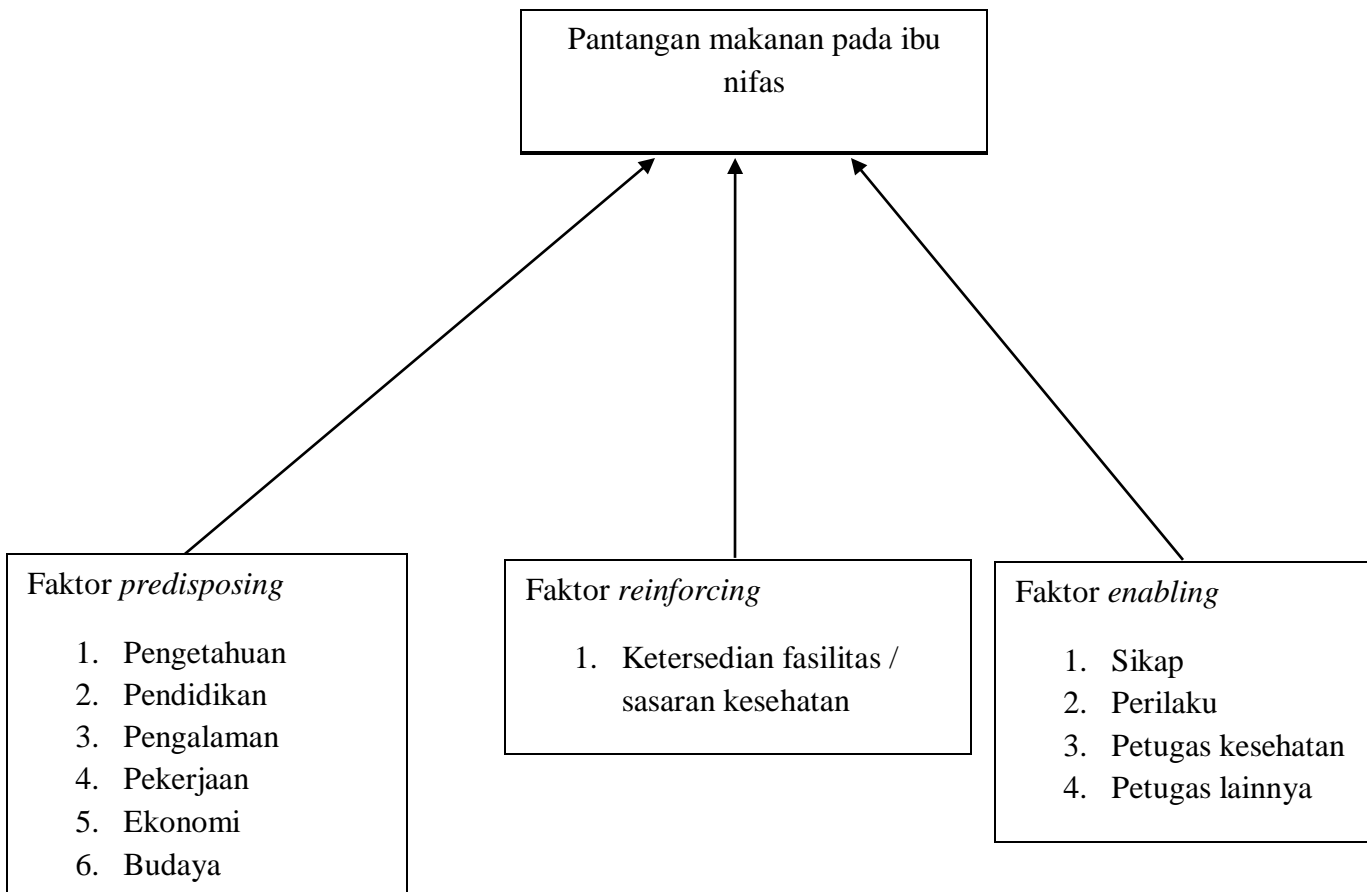 Pantangan makanan pada ibu
nifas
Faktor predisposing
1. Pengetahuan
2. Pendidikan
3. Pengalaman
4. Pekerjaan
5. Ekonomi
6. Budaya
Faktor reinforcing
1. Ketersedian fasilitas /
sasaran kesehatan
Faktor enabling
1. Sikap
2. Perilaku
3. Petugas kesehatan
4. Petugas lainnya